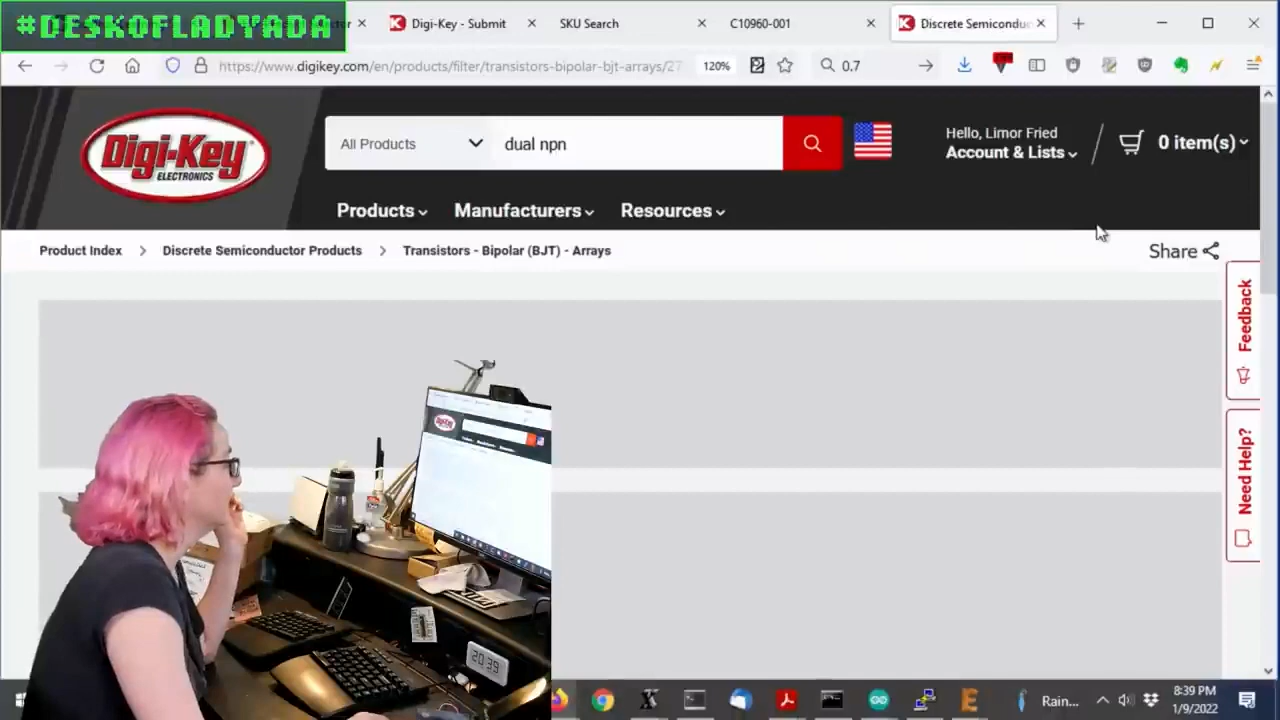 #DESKOFLADYADA
Digi-Key - Submit
SKU Search
C10960-001
Discrete Semiconduc
https://www.digikey.com/en/products/filter/transistors-bipolar-bjt-arrays/27
120%
0.7
Digi-Key
ELECTRONICS
All Products
dual npn
Hello, Limor Fried
Account & Lists
0 item(s)
Products
Manufacturers
Resources
Product Index > Discrete Semiconductor Products > Transistors - Bipolar (BJT) - Arrays
Share
Feedback
Need Help?
20:39
Rain...
8:39 PM
1/9/2022